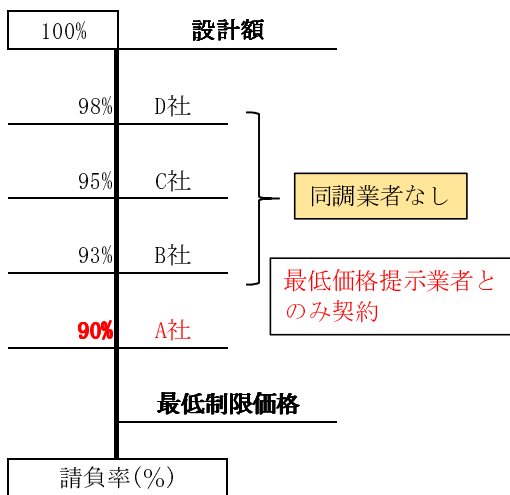 100%
設計額
98%
D社
95%
C社
同調業者なし
93%
B社
最低価格提示業者と
のみ契約
90%
A社
最低制限価格
請負率(%)